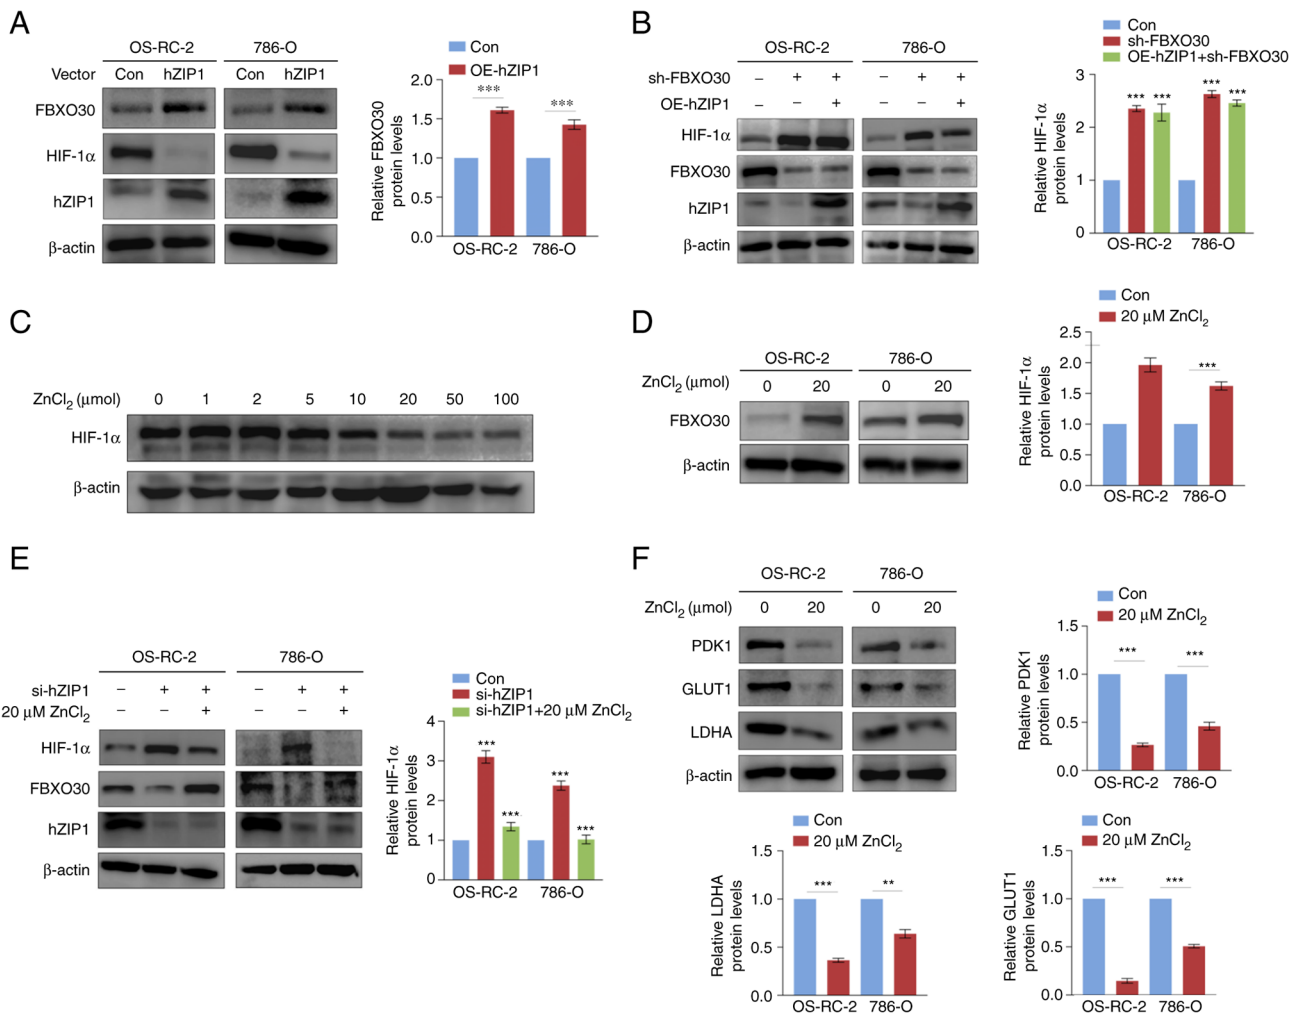 A
OS-RC-2 786-O
Vector Con hZIP1 Con hZIP1
FBXO30
HIF-1α
hZIP1
β-actin
Con
OE-hZIP1
Relative FBXO30
protein levels
2.0
1.5
1.0
0.5
0.0
*** ***
OS-RC-2 786-O
B
OS-RC-2 786-O
sh-FBXO30 – + + – + +
OE-hZIP1 – – + – – +
HIF-1α
FBXO30
hZIP1
β-actin
Con
sh-FBXO30
OE-hZIP1+sh-FBXO30
Relative HIF-1α
protein levels
3
2
1
0
*** *** *** ***
OS-RC-2 786-O
C
ZnCl2 (μmol) 0 1 2 5 10 20 50 100
HIF-1α
β-actin
D
OS-RC-2 786-O
ZnCl2 (μmol) 0 20 0 20
FBXO30
β-actin
Con
20 μM ZnCl2
Relative HIF-1α
protein levels
2.5
2.0
1.5
1.0
0.5
0.0
***
OS-RC-2 786-O
E
OS-RC-2 786-O
si-hZIP1 – + + – + +
20 μM ZnCl2 – – + – – +
HIF-1α
FBXO30
hZIP1
β-actin
Con
si-hZIP1
si-hZIP1+20 μM ZnCl2
Relative HIF-1α
protein levels
4
3
2
1
0
*** *** *** ***
OS-RC-2 786-O
F
OS-RC-2 786-O
ZnCl2 (μmol) 0 20 0 20
PDK1
GLUT1
LDHA
β-actin
Con
20 μM ZnCl2
Relative PDK1
protein levels
1.5
1.0
0.5
0.0
*** ***
OS-RC-2 786-O
Con
20 μM ZnCl2
Relative LDHA
protein levels
1.5
1.0
0.5
0.0
*** **
OS-RC-2 786-O
Con
20 μM ZnCl2
Relative GLUT1
protein levels
1.5
1.0
0.5
0.0
*** ***
OS-RC-2 786-O